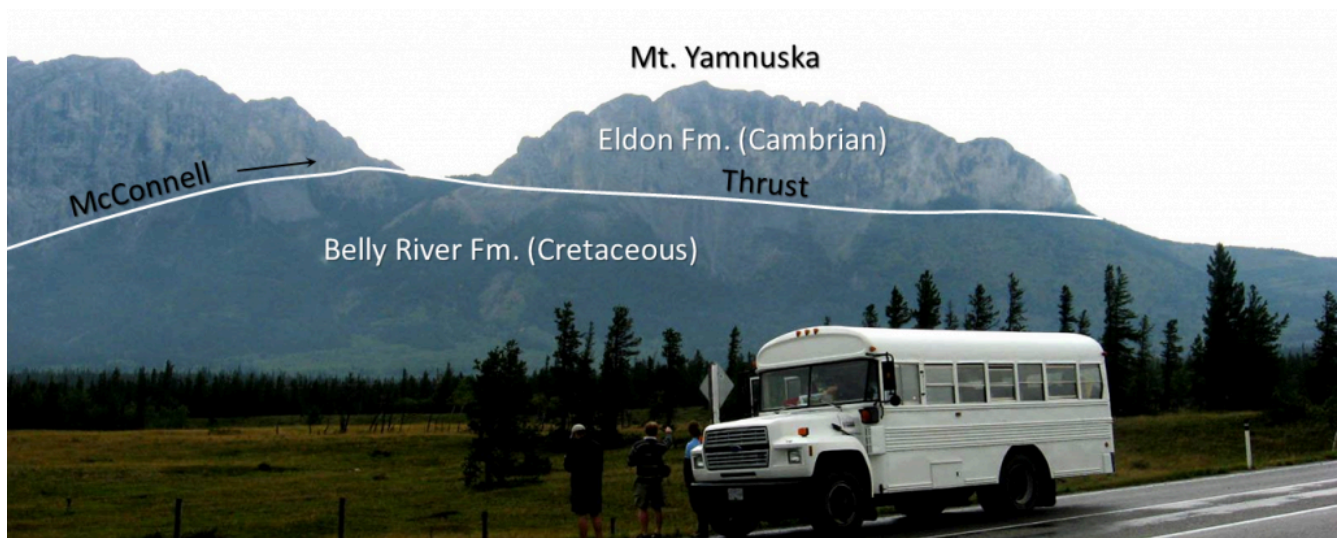 Mt. Yamnuska
Eldon Fm. (Cambrian)
McConnell
Thrust
Belly River Fm. (Cretaceous)